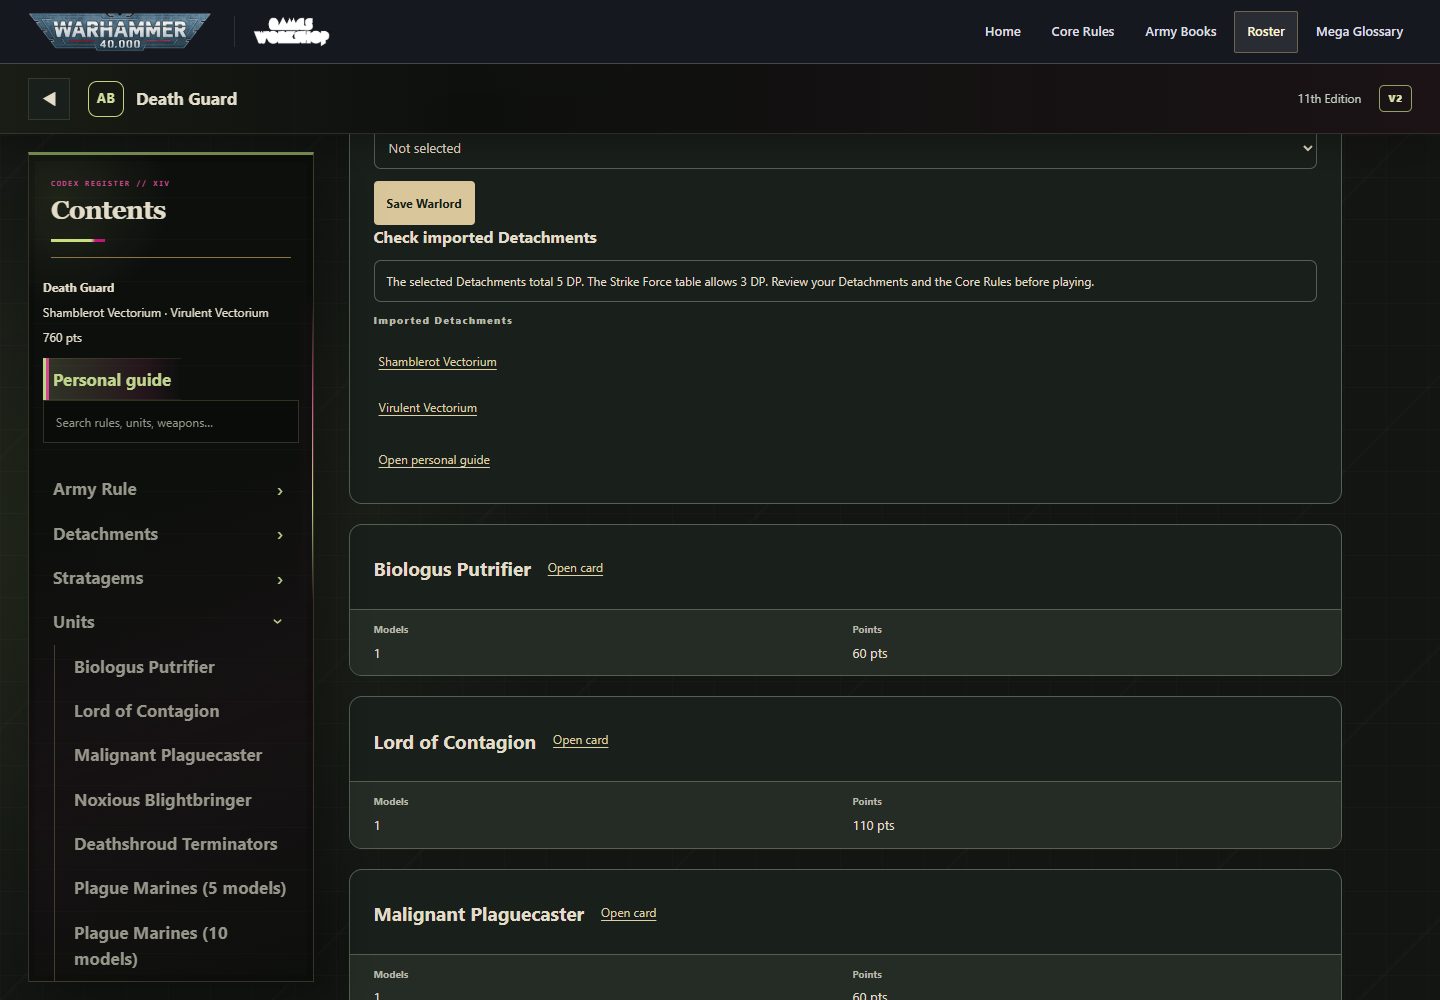 WARHAMMER
40,000
GAMES
WORKSHOP
Home
Core Rules
Army Books
Roster
Mega Glossary
AB
Death Guard
11th Edition
V2
CODEX REGISTER // XIV
Contents
Death Guard
Shamblerot Vectorium · Virulent Vectorium
760 pts
Personal guide
Search rules, units, weapons...
Army Rule
Detachments
Stratagems
Units
Biologus Putrifier
Lord of Contagion
Malignant Plaguecaster
Noxious Blightbringer
Deathshroud Terminators
Plague Marines (5 models)
Plague Marines (10
models)
Not selected
Save Warlord
Check imported Detachments
The selected Detachments total 5 DP. The Strike Force table allows 3 DP. Review your Detachments and the Core Rules before playing.
Imported Detachments
Shamblerot Vectorium
Virulent Vectorium
Open personal guide
Biologus Putrifier Open card
Models Points
1 60 pts
Lord of Contagion Open card
Models Points
1 110 pts
Malignant Plaguecaster Open card
Models Points
1 60 pts